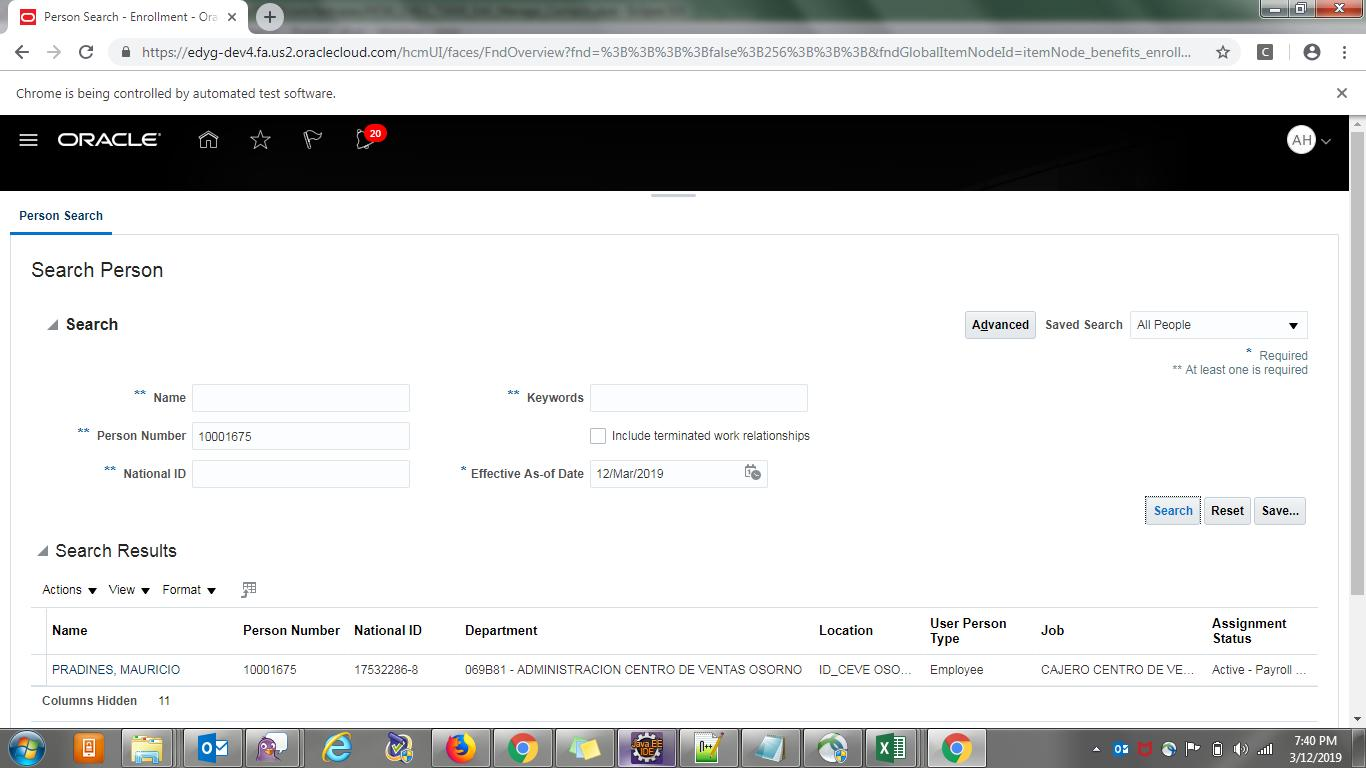 Person Search - Enrollment - Ora
https://edyg-dev4.fa.us2.oraclecloud.com/hcmUI/faces/FndOverview?fnd=%3B%3B%3B%3Bfalse%3B256%3B%3B%3B&fndGlobalItemNodeId=itemNode_benefits_enroll...
C
Chrome is being controlled by automated test software.
ORACLE
20
AH
Person Search
Search Person
Search
Advanced Saved Search All People
* Required
** At least one is required
** Name
** Keywords
** Person Number 10001675
Include terminated work relationships
** National ID
* Effective As-of Date 12/Mar/2019
Search Reset Save...
Search Results
Actions View Format
Name Person Number National ID Department Location User Person Type Job Assignment Status
PRADINES, MAURICIO 10001675 17532286-8 069B81 - ADMINISTRACION CENTRO DE VENTAS OSORNO ID_CEVE OSO... Employee CAJERO CENTRO DE VE... Active - Payroll ...
Columns Hidden 11
Java EE
IDE
7:40 PM
3/12/2019